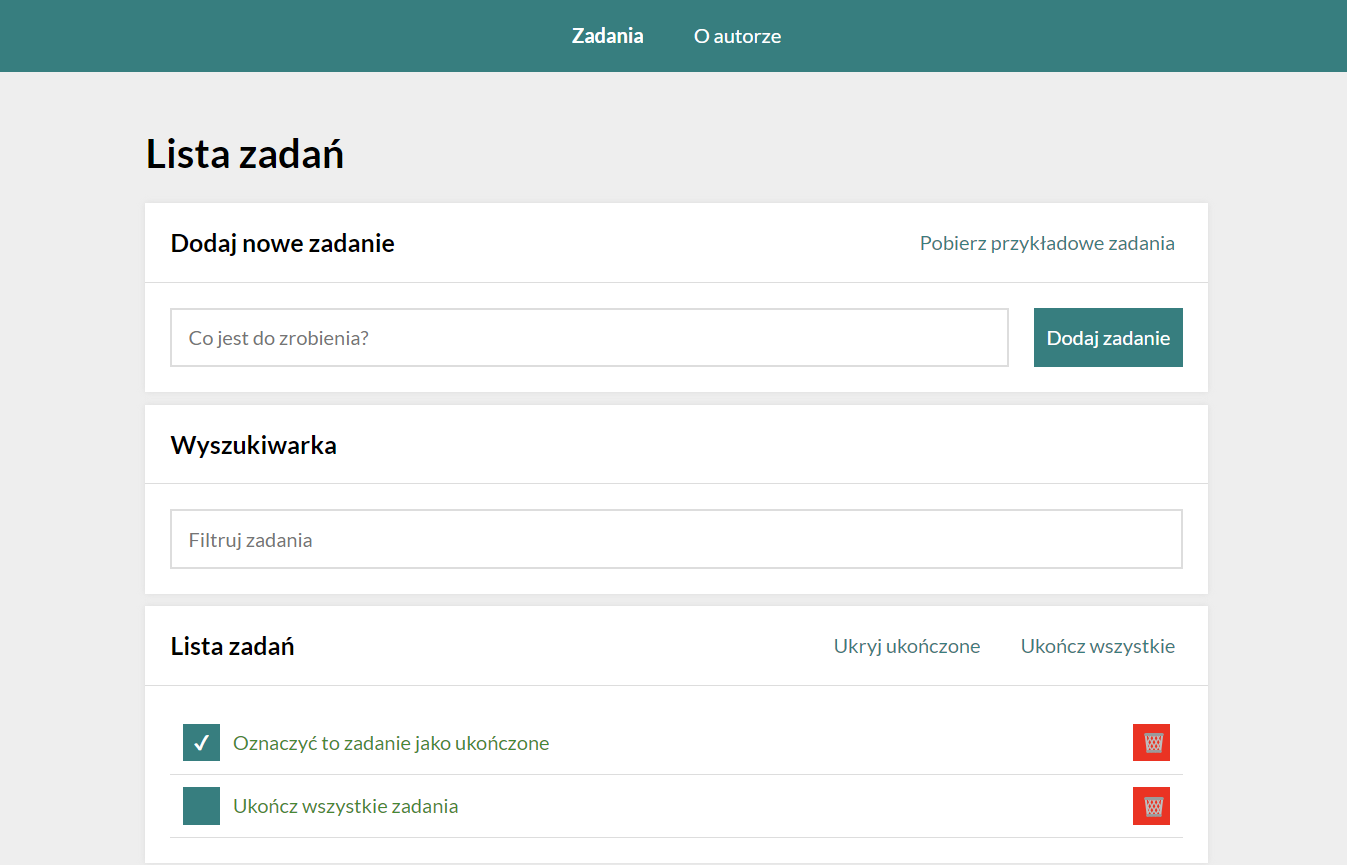 Zadania O autorze
Lista zadań
Dodaj nowe zadanie Pobierz przykładowe zadania
Co jest do zrobienia? Dodaj zadanie
Wyszukiwarka
Filtruj zadania
Lista zadań Ukryj ukończone Ukończ wszystkie
Oznaczyć to zadanie jako ukończone
Ukończ wszystkie zadania